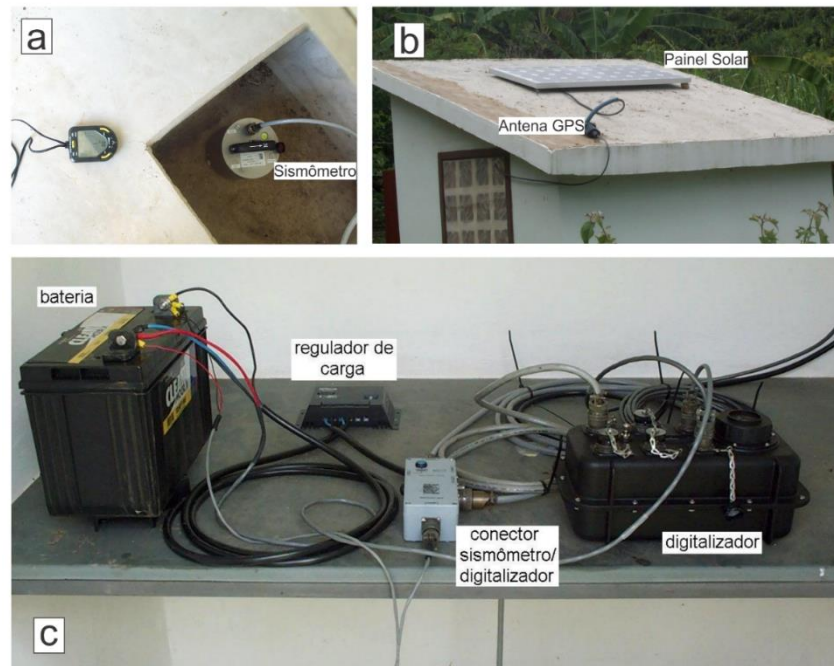 a
Sismômetro
b
Painel Solar
Antena GPS
bateria
regulador de
carga
conector
sismômetro/
digitalizador
digitalizador
c